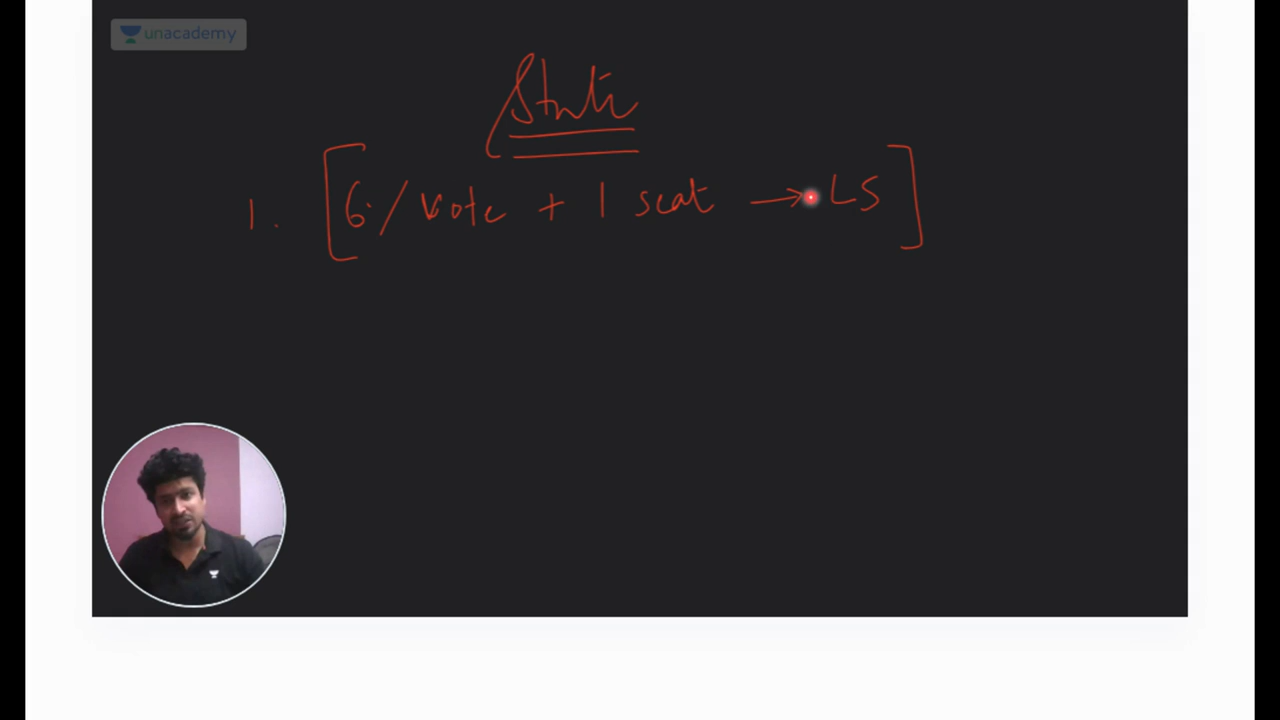 unacademy
State
1. [6·/ vote + 1 seat → LS]